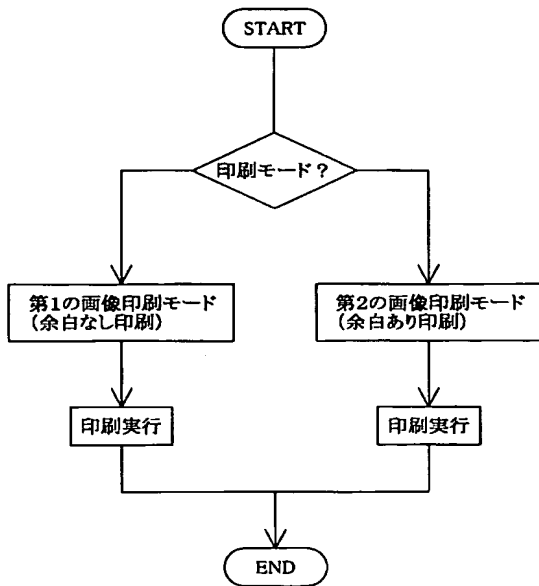 START
印刷モード?
第1の画像印刷モード
(余白なし印刷)
第2の画像印刷モード
(余白あり印刷)
印刷実行
印刷実行
END